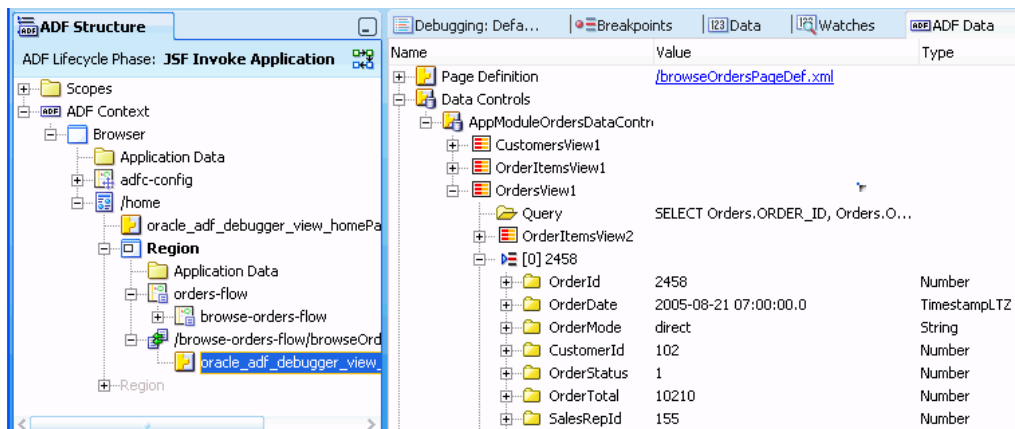 ADF Structure
ADF Lifecycle Phase: JSF Invoke Application
Scopes
ADF Context
Browser
Application Data
adfc-config
/home
oracle_adf_debugger_view_homePa
Region
Application Data
orders-flow
browse-orders-flow
/browse-orders-flow/browseOrd
oracle_adf_debugger_view_
Region
Debugging: Defa... Breakpoints Data Watches ADF Data
Name Value Type
Page Definition /browseOrdersPageDef.xml
Data Controls
AppModuleOrdersDataContr
CustomersView1
OrderItemsView1
OrdersView1
Query SELECT Orders.ORDER_ID, Orders.O...
OrderItemsView2
[0] 2458
OrderId 2458 Number
OrderDate 2005-08-21 07:00:00.0 TimestampLTZ
OrderMode direct String
CustomerId 102 Number
OrderStatus 1 Number
OrderTotal 10210 Number
SalesRepId 155 Number